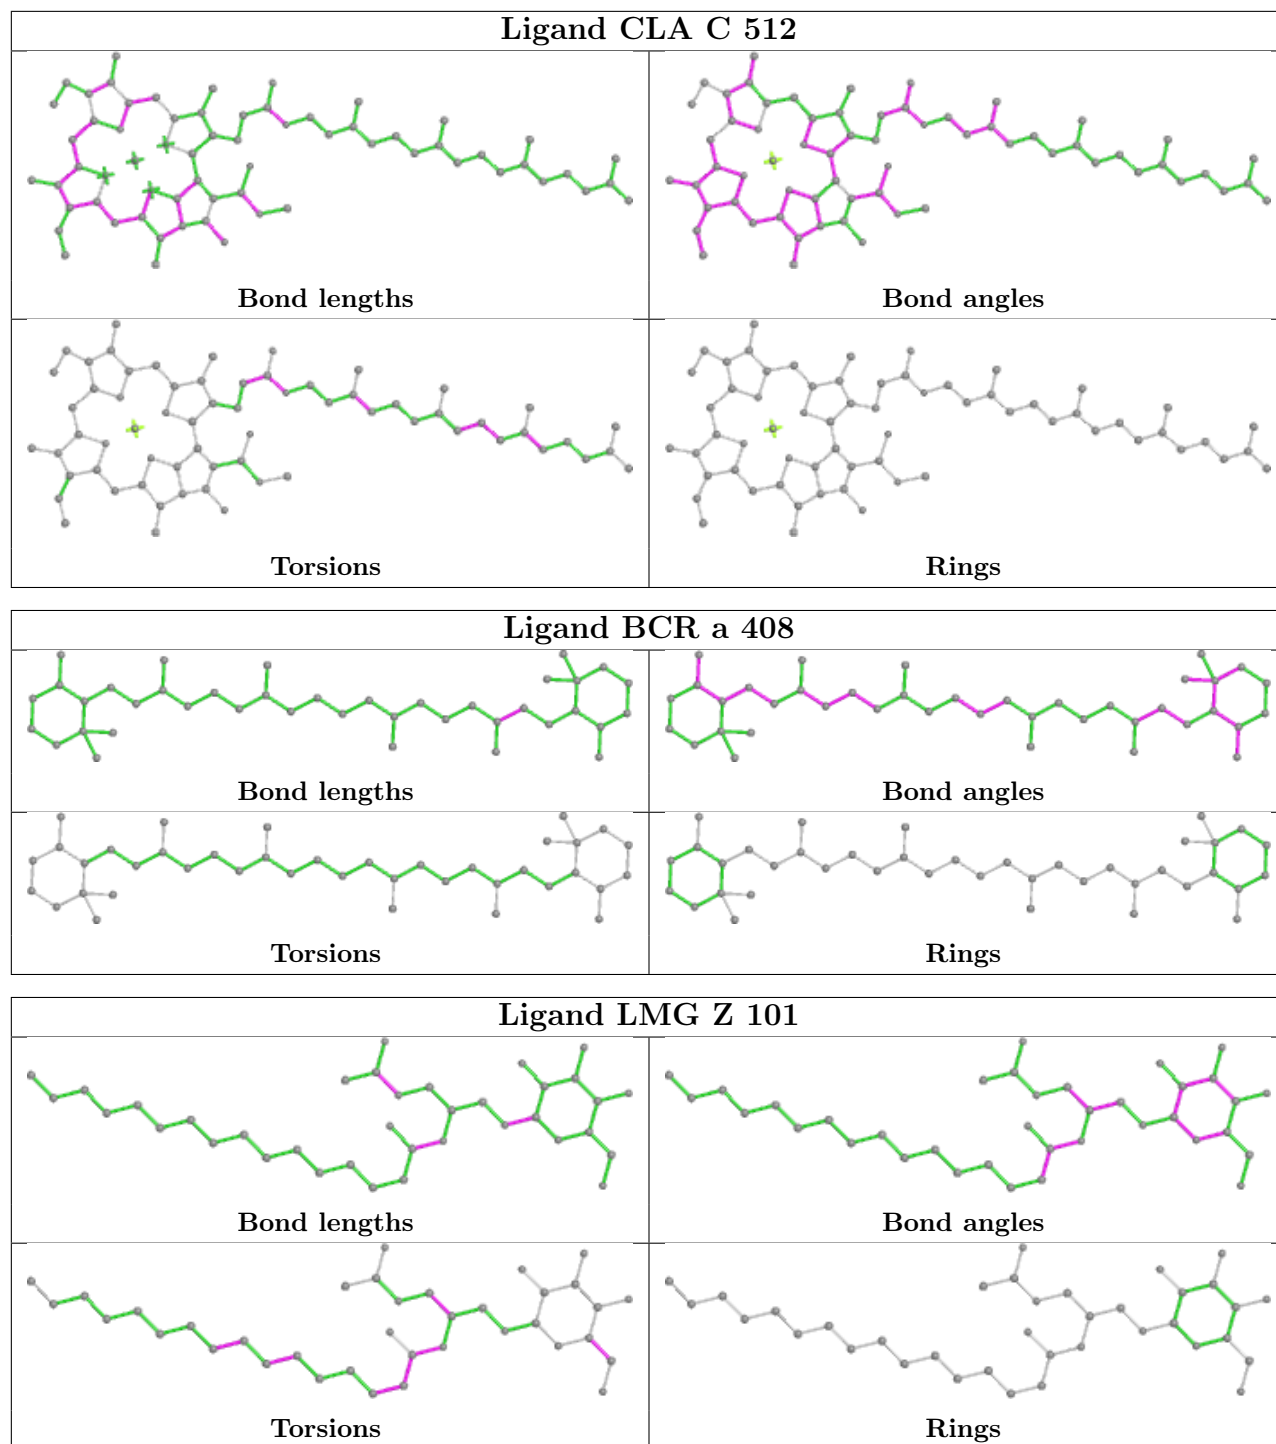 Ligand CLA C 512
Bond lengths
Bond angles
Torsions
Rings
Ligand BCR a 408
Bond lengths
Bond angles
Torsions
Rings
Ligand LMG Z 101
Bond lengths
Bond angles
Torsions
Rings